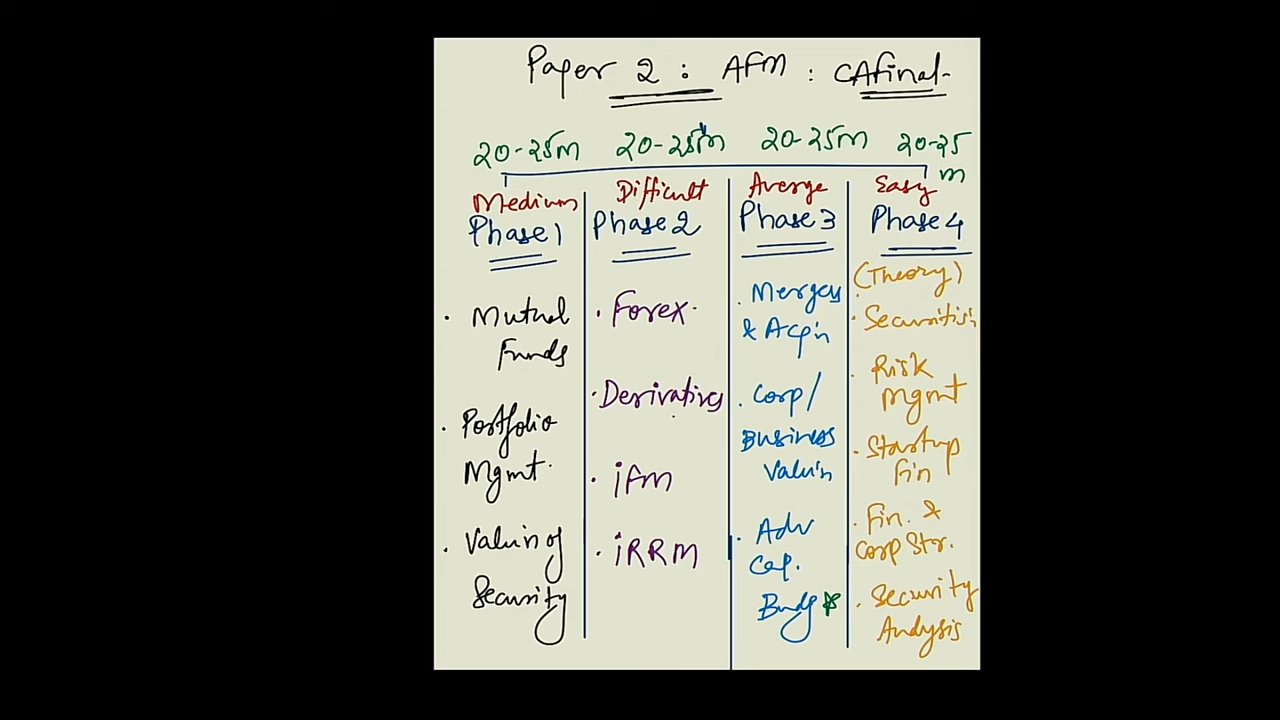 Paper 2 : AFM : CAfinal-
20-25m 20-25m 20-25m 20-25
m
Medium Difficult Averge Easy
Phase 1 Phase 2 Phase 3 Phase 4
(Theory)
• Mutual
Funds
• Portfolio
Mgmt.
• Valu'n of
Security
• Forex
• Derivatives
• iFM
• iRRM
• Mergers
& Acq'n
• Corp/
Business
Valu'n
• Adv
Cap.
Budg *
• Securitis'n
• Risk
Mgmt
• Startup
Fin
• Fin. &
Corp Str.
• Security
Analysis